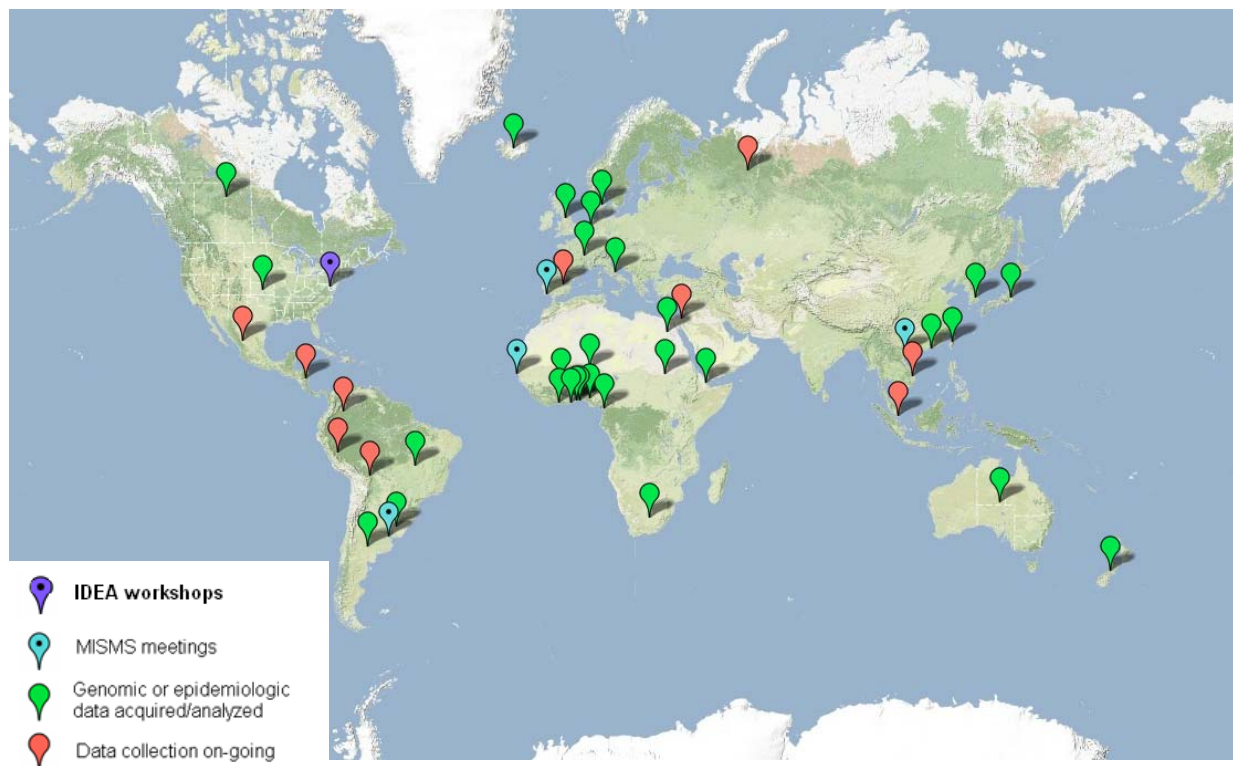 IDEA workshops
MISMS meetings
Genomic or epidemiologic
data acquired/analyzed
Data collection on-going